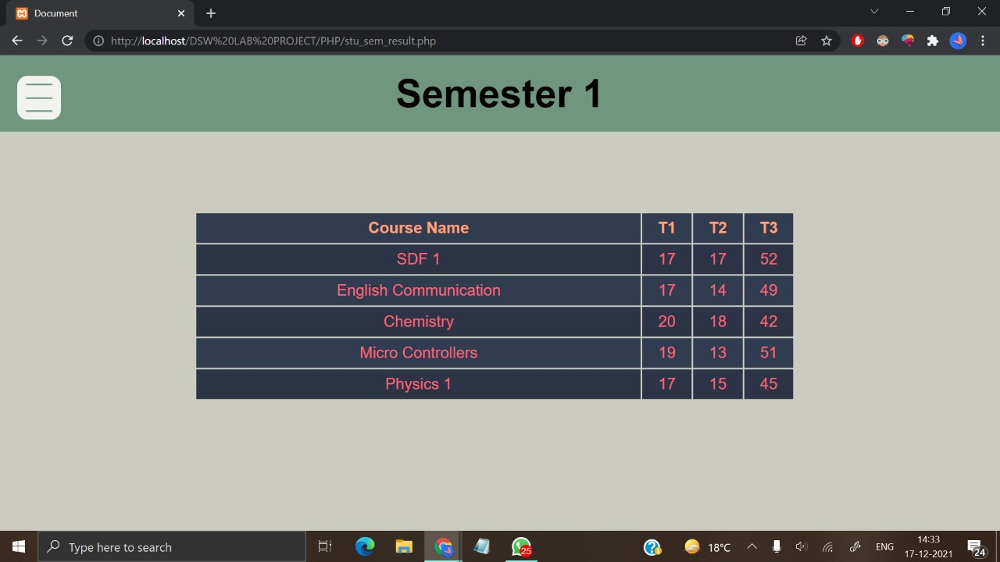 Document
http://localhost/DSW%20LAB%20PROJECT/PHP/stu_sem_result.php
Semester 1
Course Name T1 T2 T3
SDF 1 17 17 52
English Communication 17 14 49
Chemistry 20 18 42
Micro Controllers 19 13 51
Physics 1 17 15 45
Type here to search
25
18°C
ENG
14:33
17-12-2021
24